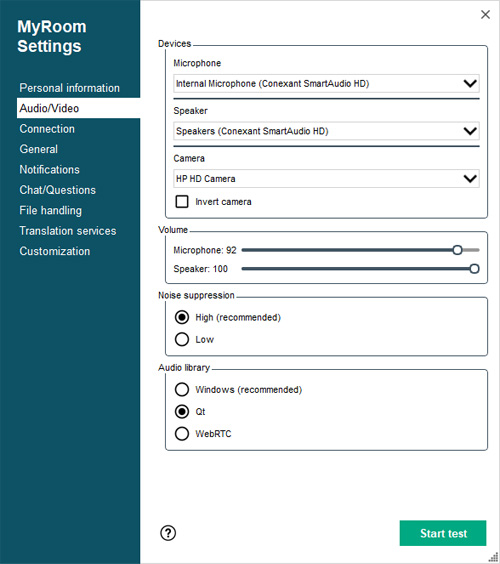 MyRoom
Settings
Personal information
Audio/Video
Connection
General
Notifications
Chat/Questions
File handling
Translation services
Customization
Devices
Microphone
Internal Microphone (Conexant SmartAudio HD)
Speaker
Speakers (Conexant SmartAudio HD)
Camera
HP HD Camera
Invert camera
Volume
Microphone: 92
Speaker: 100
Noise suppression
High (recommended)
Low
Audio library
Windows (recommended)
Qt
WebRTC
?
Start test